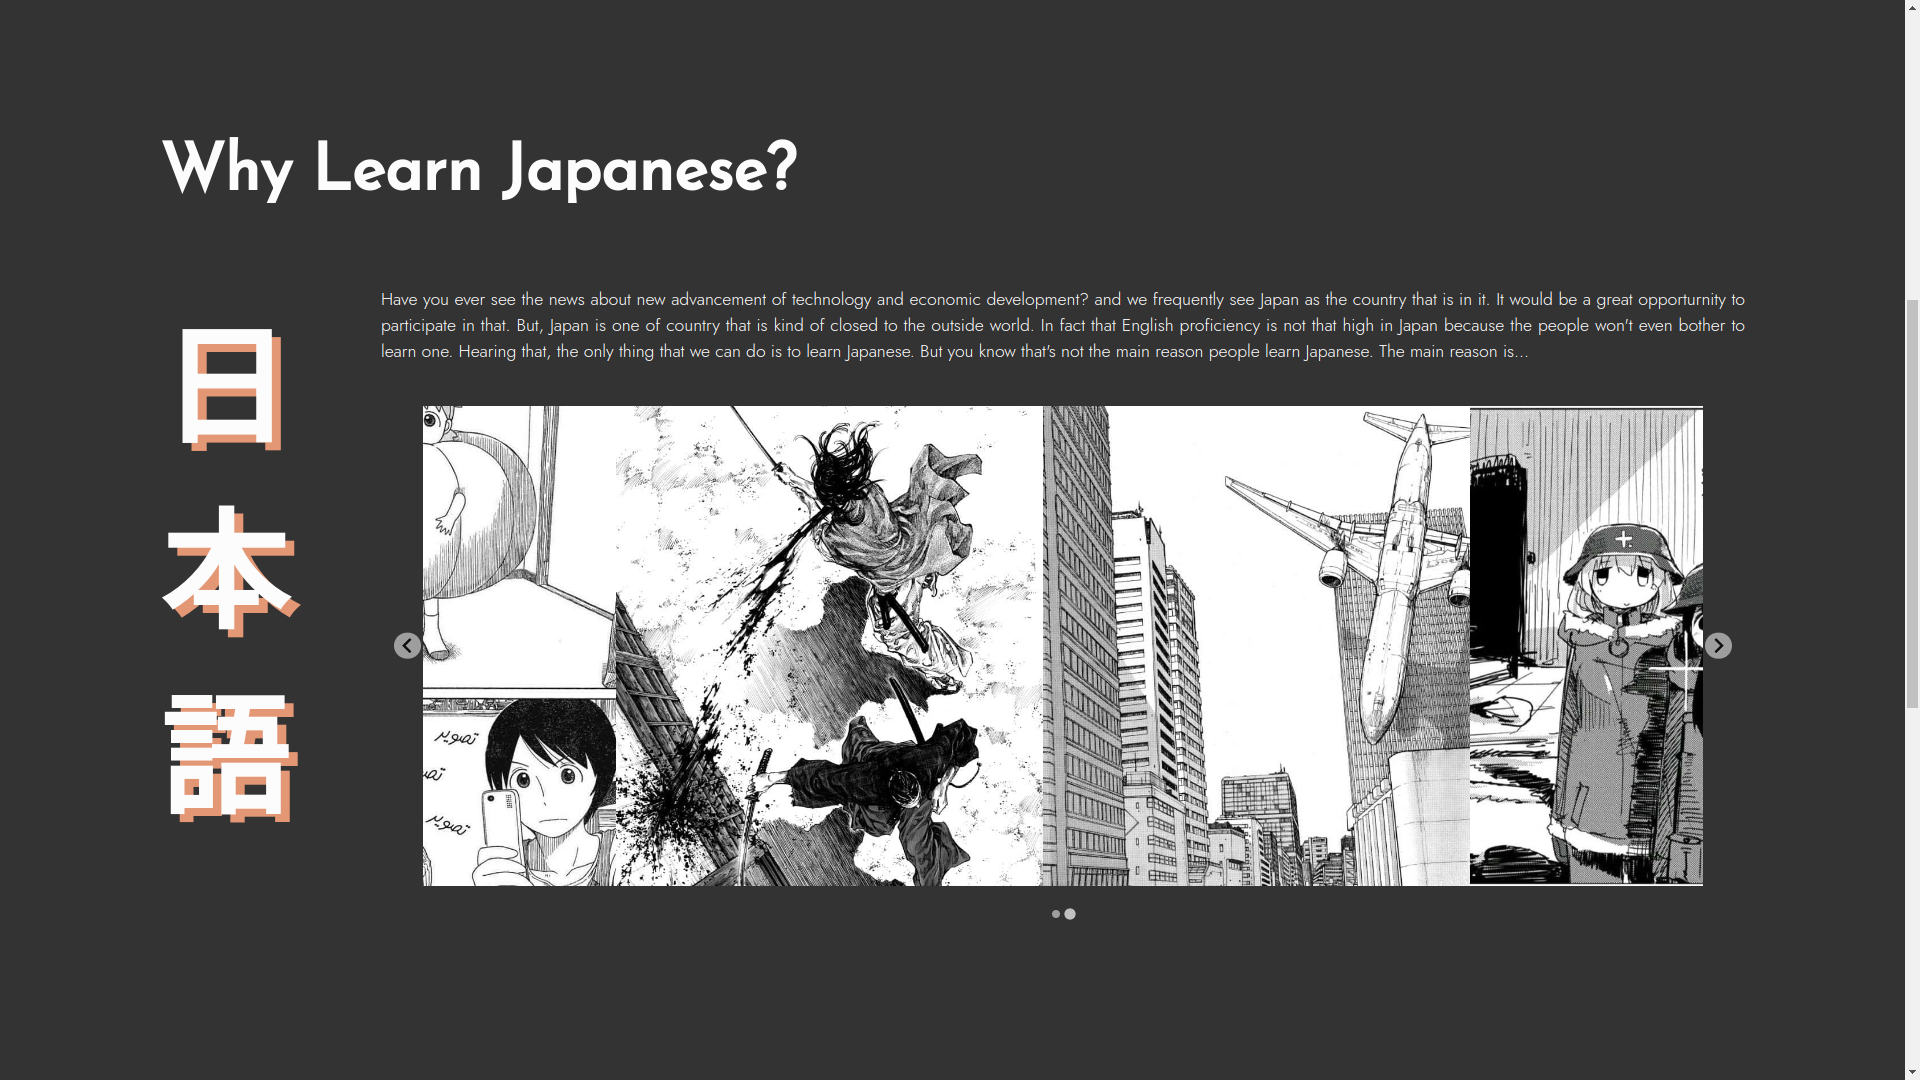 Why Learn Japanese?
日
本
語
Have you ever see the news about new advancement of technology and economic development? and we frequently see Japan as the country that is in it. It would be a great opporturnity to
participate in that. But, Japan is one of country that is kind of closed to the outside world. In fact that English proficiency is not that high in Japan because the people won't even bother to
learn one. Hearing that, the only thing that we can do is to learn Japanese. But you know that's not the main reason people learn Japanese. The main reason is...
تصوير
تصوير